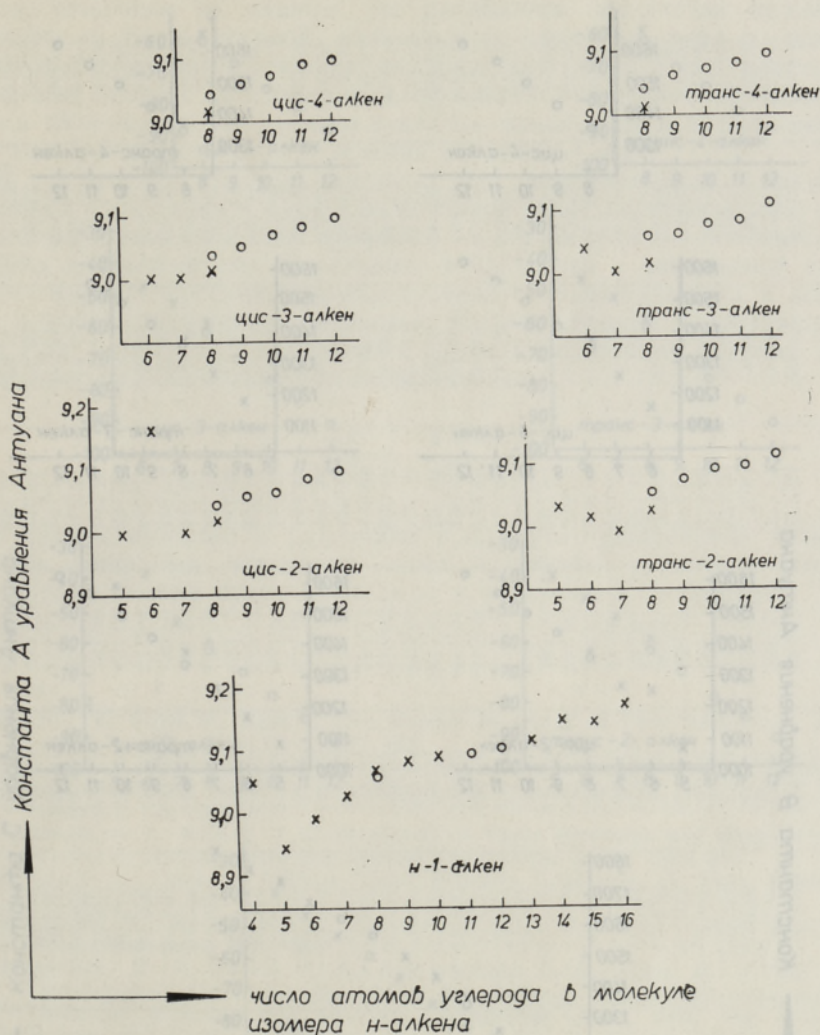 9,1
9,0
8 9 10 11 12
цис-4-алкен
9,1
9,0
8 9 10 11 12
транс-4-алкен
9,1
9,0
6 7 8 9 10 11 12
цис-3-алкен
9,1
9,0
6 7 8 9 10 11 12
транс-3-алкен
9,2
9,1
9,0
8,9
5 6 7 8 9 10 11 12
цис-2-алкен
9,1
9,0
8,9
5 6 7 8 9 10 11 12
транс-2-алкен
9,2
9,1
9,0
8,9
4 5 6 7 8 9 10 11 12 13 14 15 16
н-1-алкен
Константа А уравнения Антуана
число атомов углерода в молекуле
изомера н-алкена